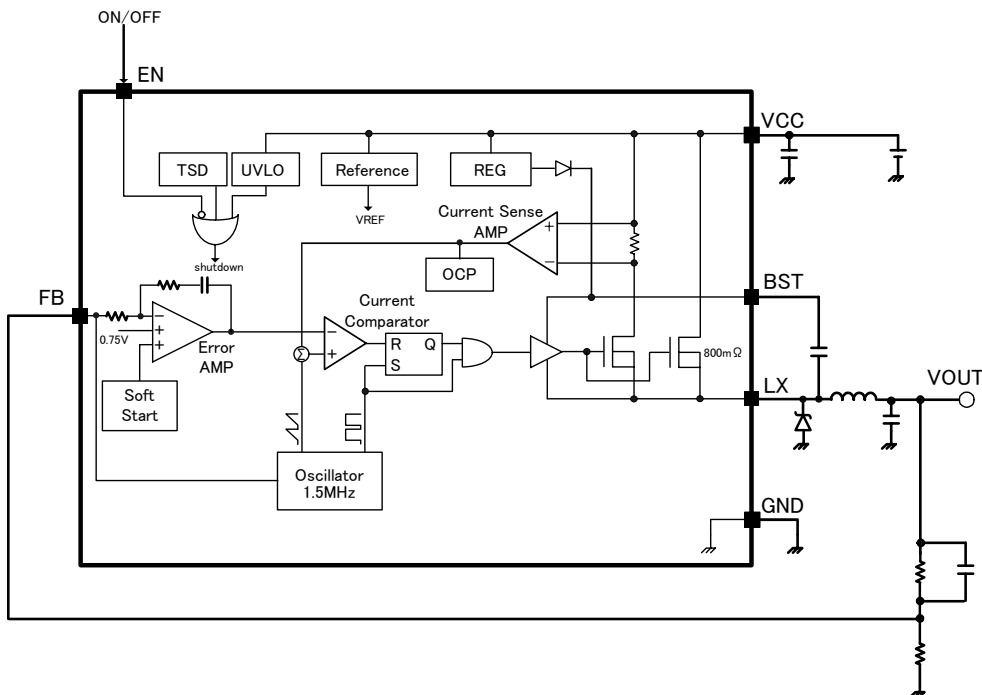 ON/OFF
EN
VCC
TSD
UVLO
Reference
REG
VREF
Current Sense
AMP
+
−
shutdown
OCP
BST
FB
Current
Comparator
−
+
+
0.75V
Error
AMP
−
+
Σ
R
Q
S
800mΩ
Soft
Start
LX
VOUT
Oscillator
1.5MHz
GND